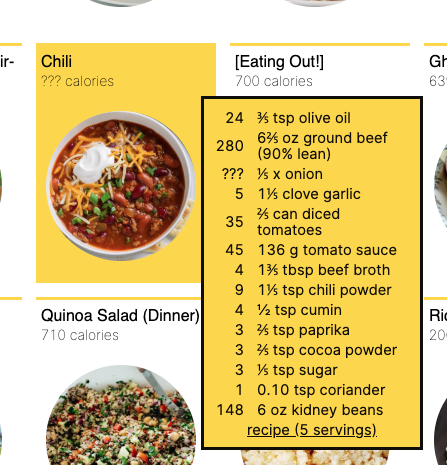 ir-
Chili
??? calories
[Eating Out!]
700 calories
Gh
63
24 ⅗ tsp olive oil
280 6⅖ oz ground beef
(90% lean)
??? ⅕ x onion
5 1⅕ clove garlic
35 ⅖ can diced
tomatoes
45 136 g tomato sauce
4 1⅗ tbsp beef broth
9 1⅕ tsp chili powder
4 ½ tsp cumin
3 ⅖ tsp paprika
3 ⅖ tsp cocoa powder
3 ⅕ tsp sugar
1 0.10 tsp coriander
148 6 oz kidney beans
recipe (5 servings)
Quinoa Salad (Dinner)
710 calories
Ric
20